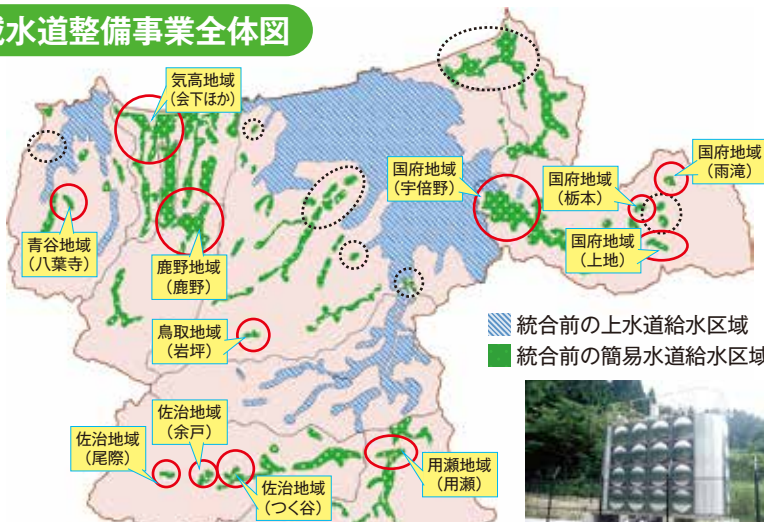 水道整備事業全体図
気高地域
(会下ほか)
国府地域
(宇倍野)
国府地域
(栃本)
国府地域
(雨滝)
青谷地域
(八葉寺)
鹿野地域
(鹿野)
国府地域
(上地)
鳥取地域
(岩坪)
統合前の上水道給水区域
統合前の簡易水道給水区域
佐治地域
(尾際)
佐治地域
(余戸)
佐治地域
(つく谷)
用瀬地域
(用瀬)